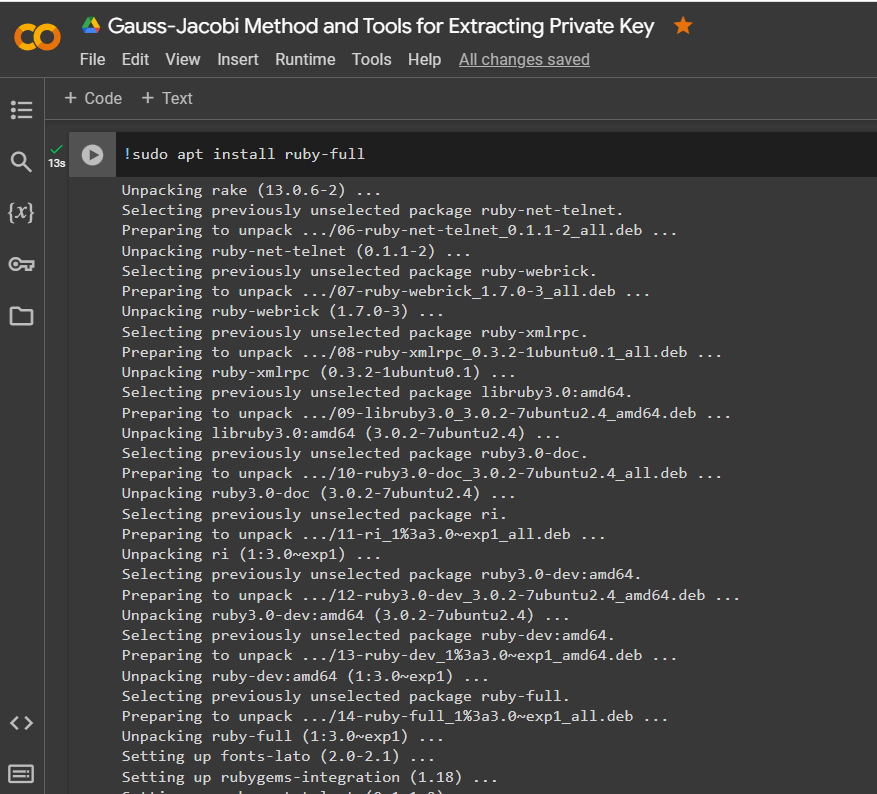 Gauss-Jacobi Method and Tools for Extracting Private Key
File Edit View Insert Runtime Tools Help All changes saved
+ Code + Text
13s
!sudo apt install ruby-full
Unpacking rake (13.0.6-2) ...
Selecting previously unselected package ruby-net-telnet.
Preparing to unpack .../06-ruby-net-telnet_0.1.1-2_all.deb ...
Unpacking ruby-net-telnet (0.1.1-2) ...
Selecting previously unselected package ruby-webrick.
Preparing to unpack .../07-ruby-webrick_1.7.0-3_all.deb ...
Unpacking ruby-webrick (1.7.0-3) ...
Selecting previously unselected package ruby-xmlrpc.
Preparing to unpack .../08-ruby-xmlrpc_0.3.2-1ubuntu0.1_all.deb ...
Unpacking ruby-xmlrpc (0.3.2-1ubuntu0.1) ...
Selecting previously unselected package libruby3.0:amd64.
Preparing to unpack .../09-libruby3.0_3.0.2-7ubuntu2.4_amd64.deb ...
Unpacking libruby3.0:amd64 (3.0.2-7ubuntu2.4) ...
Selecting previously unselected package ruby3.0-doc.
Preparing to unpack .../10-ruby3.0-doc_3.0.2-7ubuntu2.4_all.deb ...
Unpacking ruby3.0-doc (3.0.2-7ubuntu2.4) ...
Selecting previously unselected package ri.
Preparing to unpack .../11-ri_1%3a3.0~exp1_all.deb ...
Unpacking ri (1:3.0~exp1) ...
Selecting previously unselected package ruby3.0-dev:amd64.
Preparing to unpack .../12-ruby3.0-dev_3.0.2-7ubuntu2.4_amd64.deb ...
Unpacking ruby3.0-dev:amd64 (3.0.2-7ubuntu2.4) ...
Selecting previously unselected package ruby-dev:amd64.
Preparing to unpack .../13-ruby-dev_1%3a3.0~exp1_amd64.deb ...
Unpacking ruby-dev:amd64 (1:3.0~exp1) ...
Selecting previously unselected package ruby-full.
Preparing to unpack .../14-ruby-full_1%3a3.0~exp1_all.deb ...
Unpacking ruby-full (1:3.0~exp1) ...
Setting up fonts-lato (2.0-2.1) ...
Setting up rubygems-integration (1.18) ...